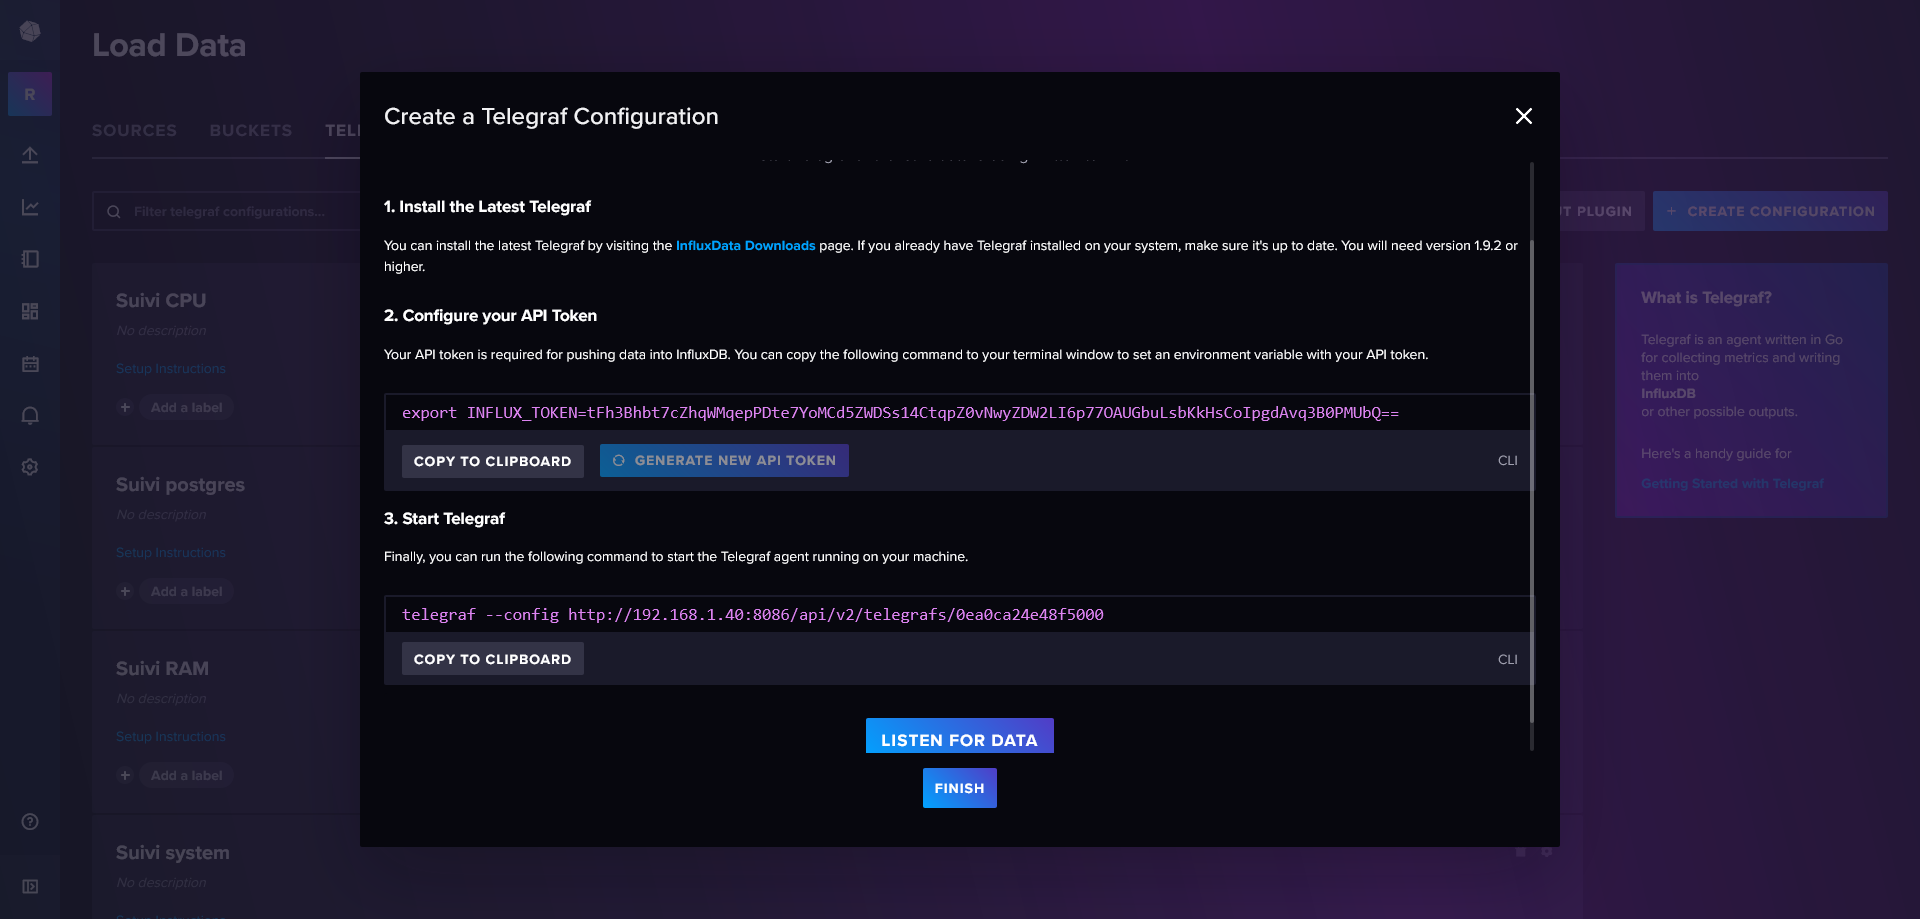 Load Data
R
SOURCES
BUCKETS
TELE
Filter telegraf configurations...
UT PLUGIN
+ CREATE CONFIGURATION
Suivi CPU
No description
Setup Instructions
+ Add a label
Suivi postgres
No description
Setup Instructions
+ Add a label
Suivi RAM
No description
Setup Instructions
+ Add a label
Suivi system
No description
Create a Telegraf Configuration
1. Install the Latest Telegraf
You can install the latest Telegraf by visiting the InfluxData Downloads page. If you already have Telegraf installed on your system, make sure it's up to date. You will need version 1.9.2 or
higher.
2. Configure your API Token
Your API token is required for pushing data into InfluxDB. You can copy the following command to your terminal window to set an environment variable with your API token.
export INFLUX_TOKEN=tFh3Bhbt7cZhqWMqepPDte7YoMCd5ZWDSs14CtqpZ0vNwyZDW2LI6p77OAUGbuLsbKkHsCoIpgdAvq3B0PMUbQ==
COPY TO CLIPBOARD
GENERATE NEW API TOKEN
CLI
3. Start Telegraf
Finally, you can run the following command to start the Telegraf agent running on your machine.
telegraf --config http://192.168.1.40:8086/api/v2/telegrafs/0ea0ca24e48f5000
COPY TO CLIPBOARD
CLI
LISTEN FOR DATA
FINISH
What is Telegraf?
Telegraf is an agent written in Go
for collecting metrics and writing
them into
InfluxDB
or other possible outputs.
Here's a handy guide for
Getting Started with Telegraf